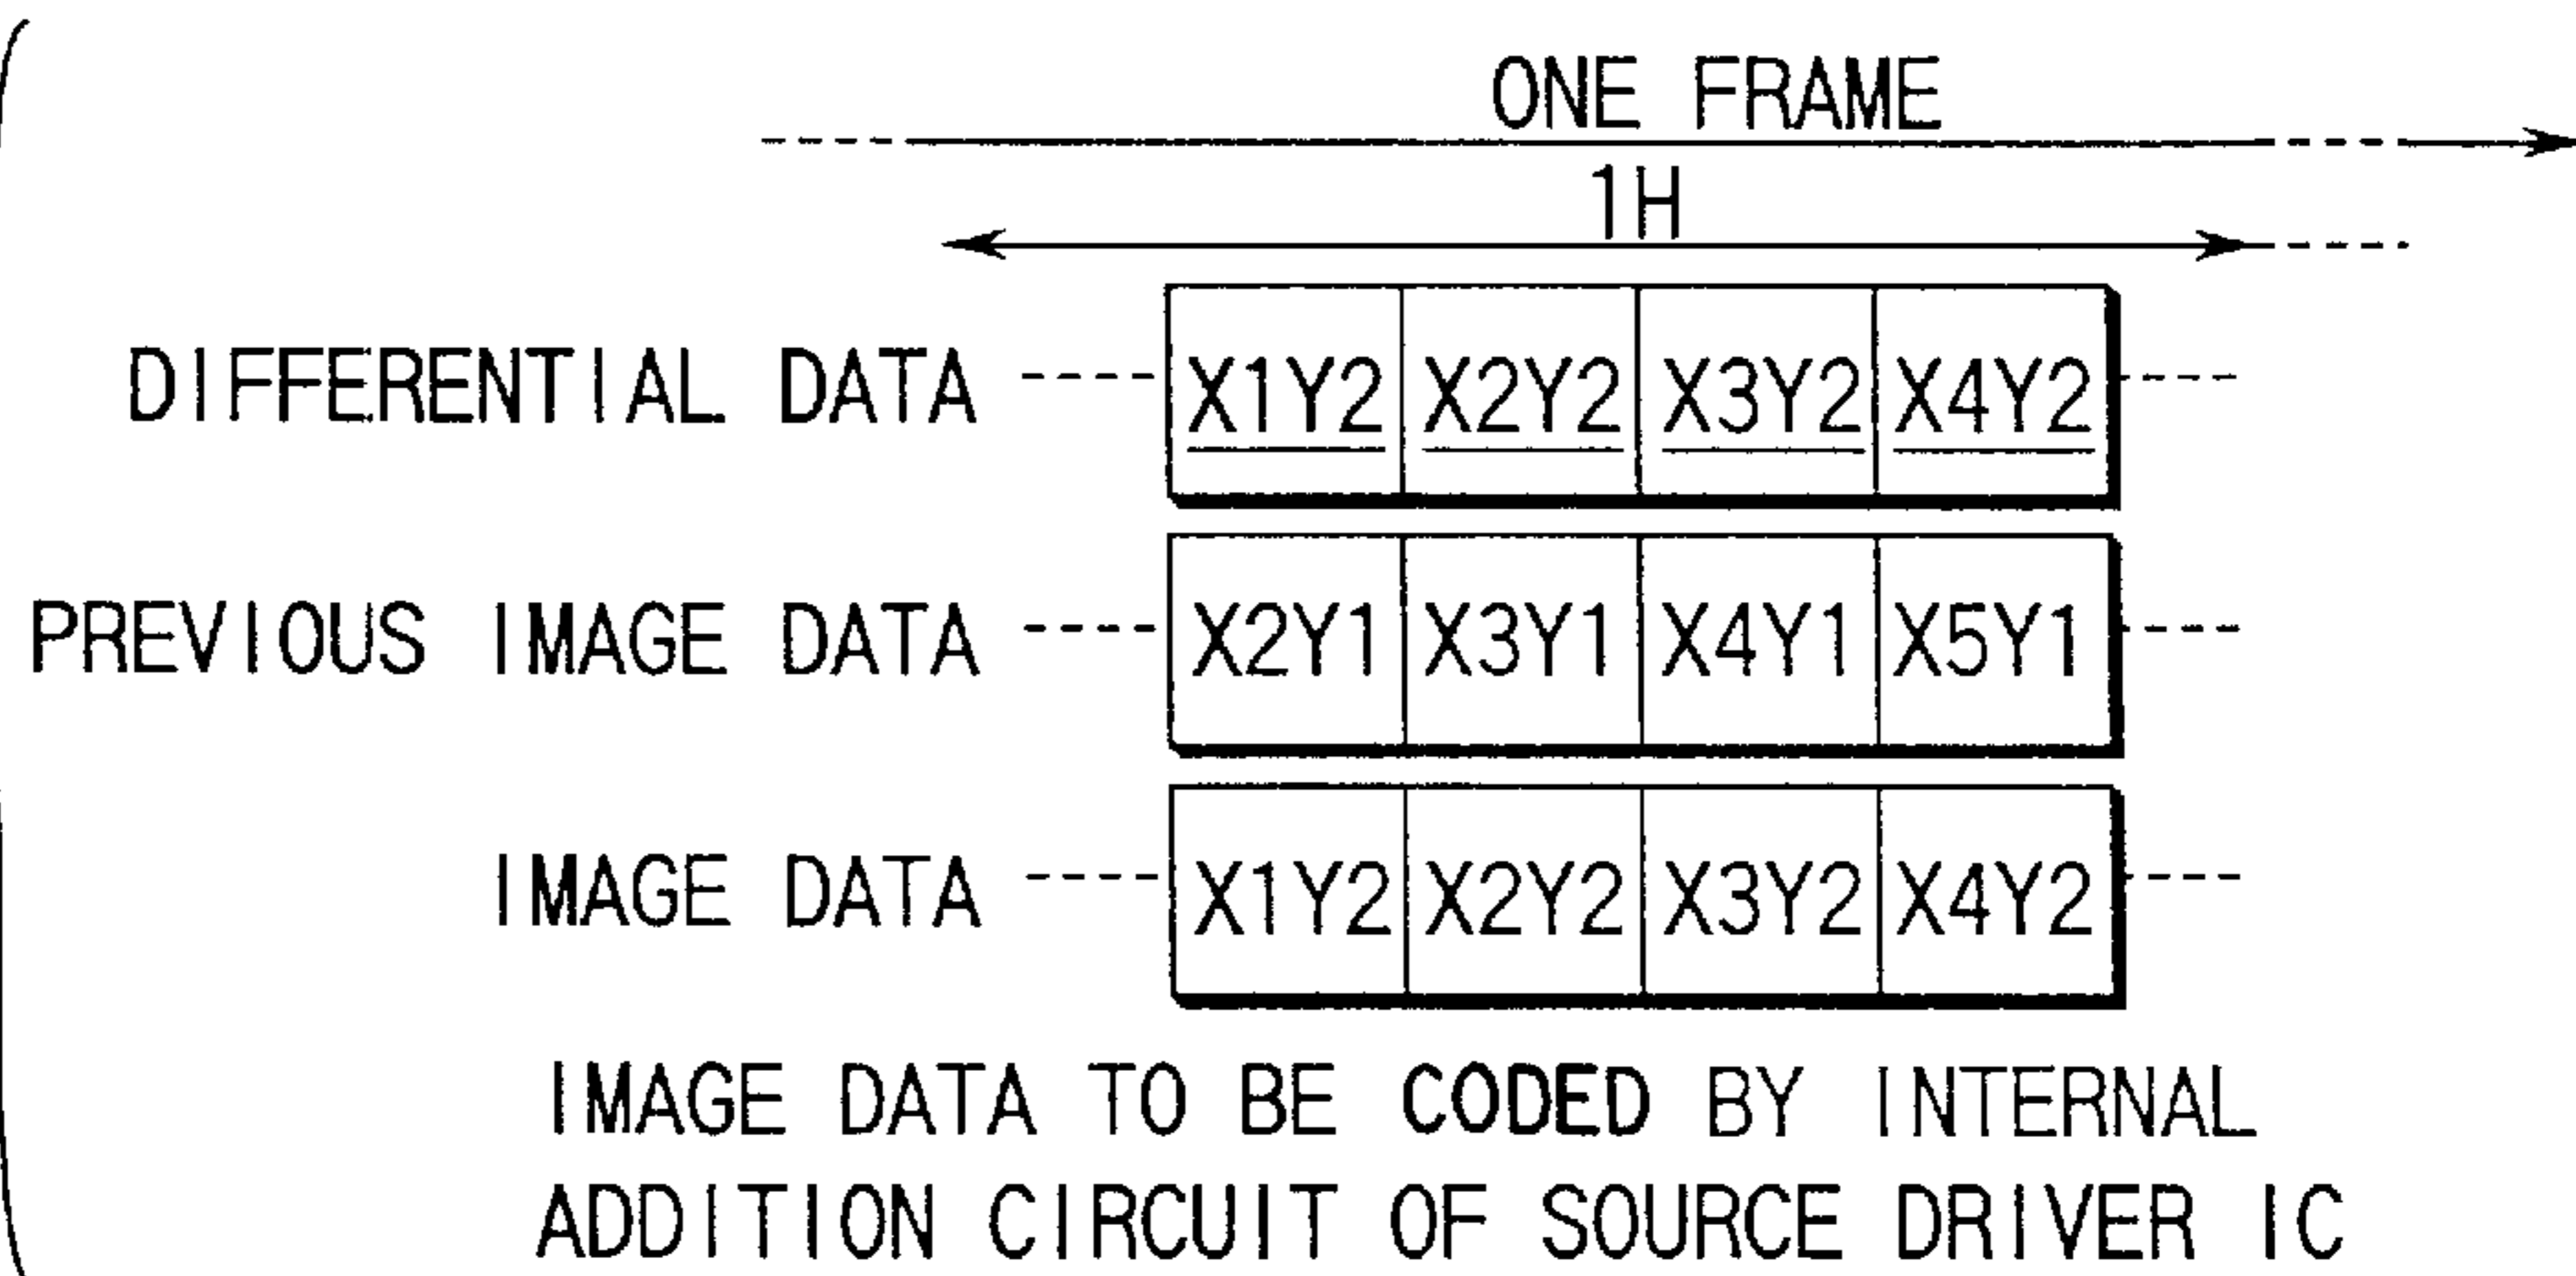 ONE FRAME
1H
DIFFERENTIAL DATA X1Y2 X2Y2 X3Y2 X4Y2
PREVIOUS IMAGE DATA X2Y1 X3Y1 X4Y1 X5Y1
IMAGE DATA X1Y2 X2Y2 X3Y2 X4Y2
IMAGE DATA TO BE CODED BY INTERNAL
ADDITION CIRCUIT OF SOURCE DRIVER IC